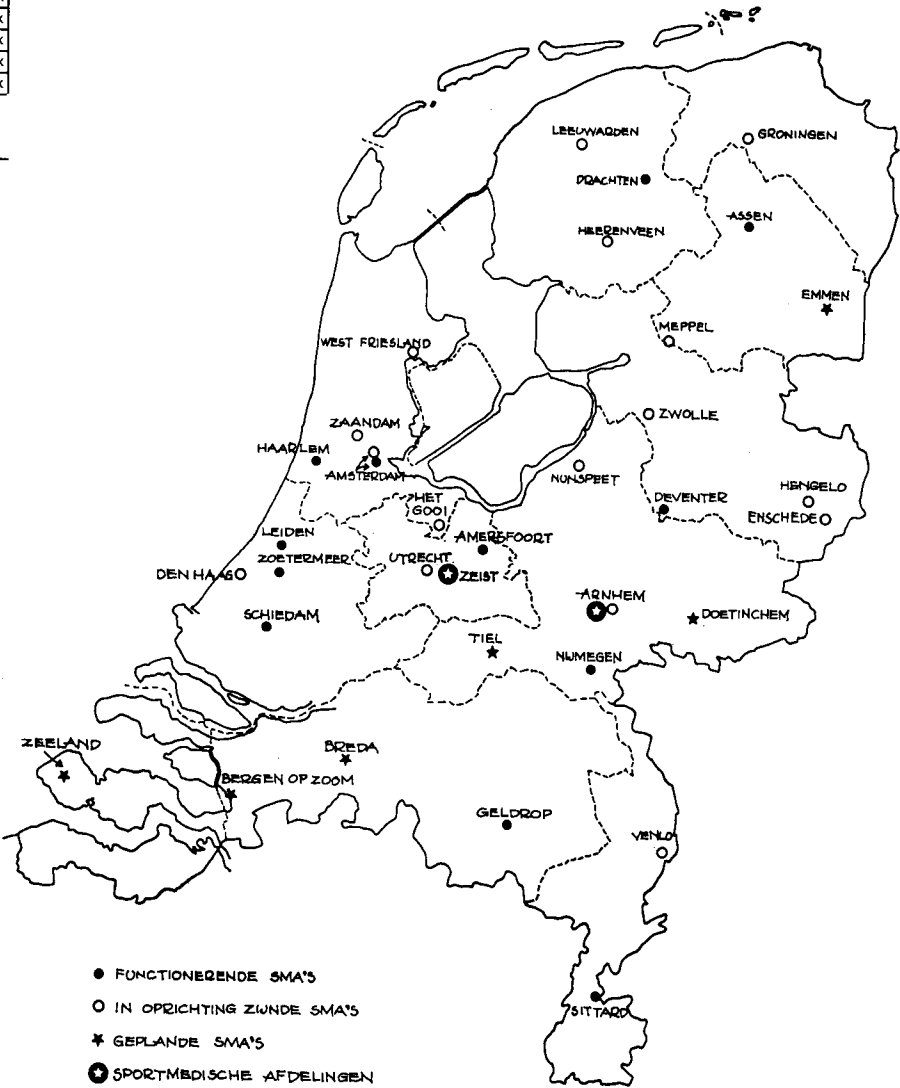 X
X
X
X
LEEUWARDEN
GRONINGEN
DRACHTEN
ASSEN
HEERENVEEN
EMMEN
MEPPEL
WEST FRIESLAND
ZWOLLE
ZAANDAM
HAARLEM
AMSTERDAM
NUNSPEET
HENGELO
HET
GOOI
DEVENTER
ENSCHEDE
LEIDEN
AMERSFOORT
ZOETERMEER
UTRECHT
DEN HAAG
ZEIST
ARNHEM
SCHIEDAM
DOETINCHEM
TIEL
NIJMEGEN
ZEELAND
BREDA
BERGEN OP ZOOM
GELDROP
VENLO
SITTARD
FUNCTIONERENDE SMA'S
IN OPRICHTING ZIJNDE SMA'S
GEPLANDE SMA'S
SPORTMEDISCHE AFDELINGEN